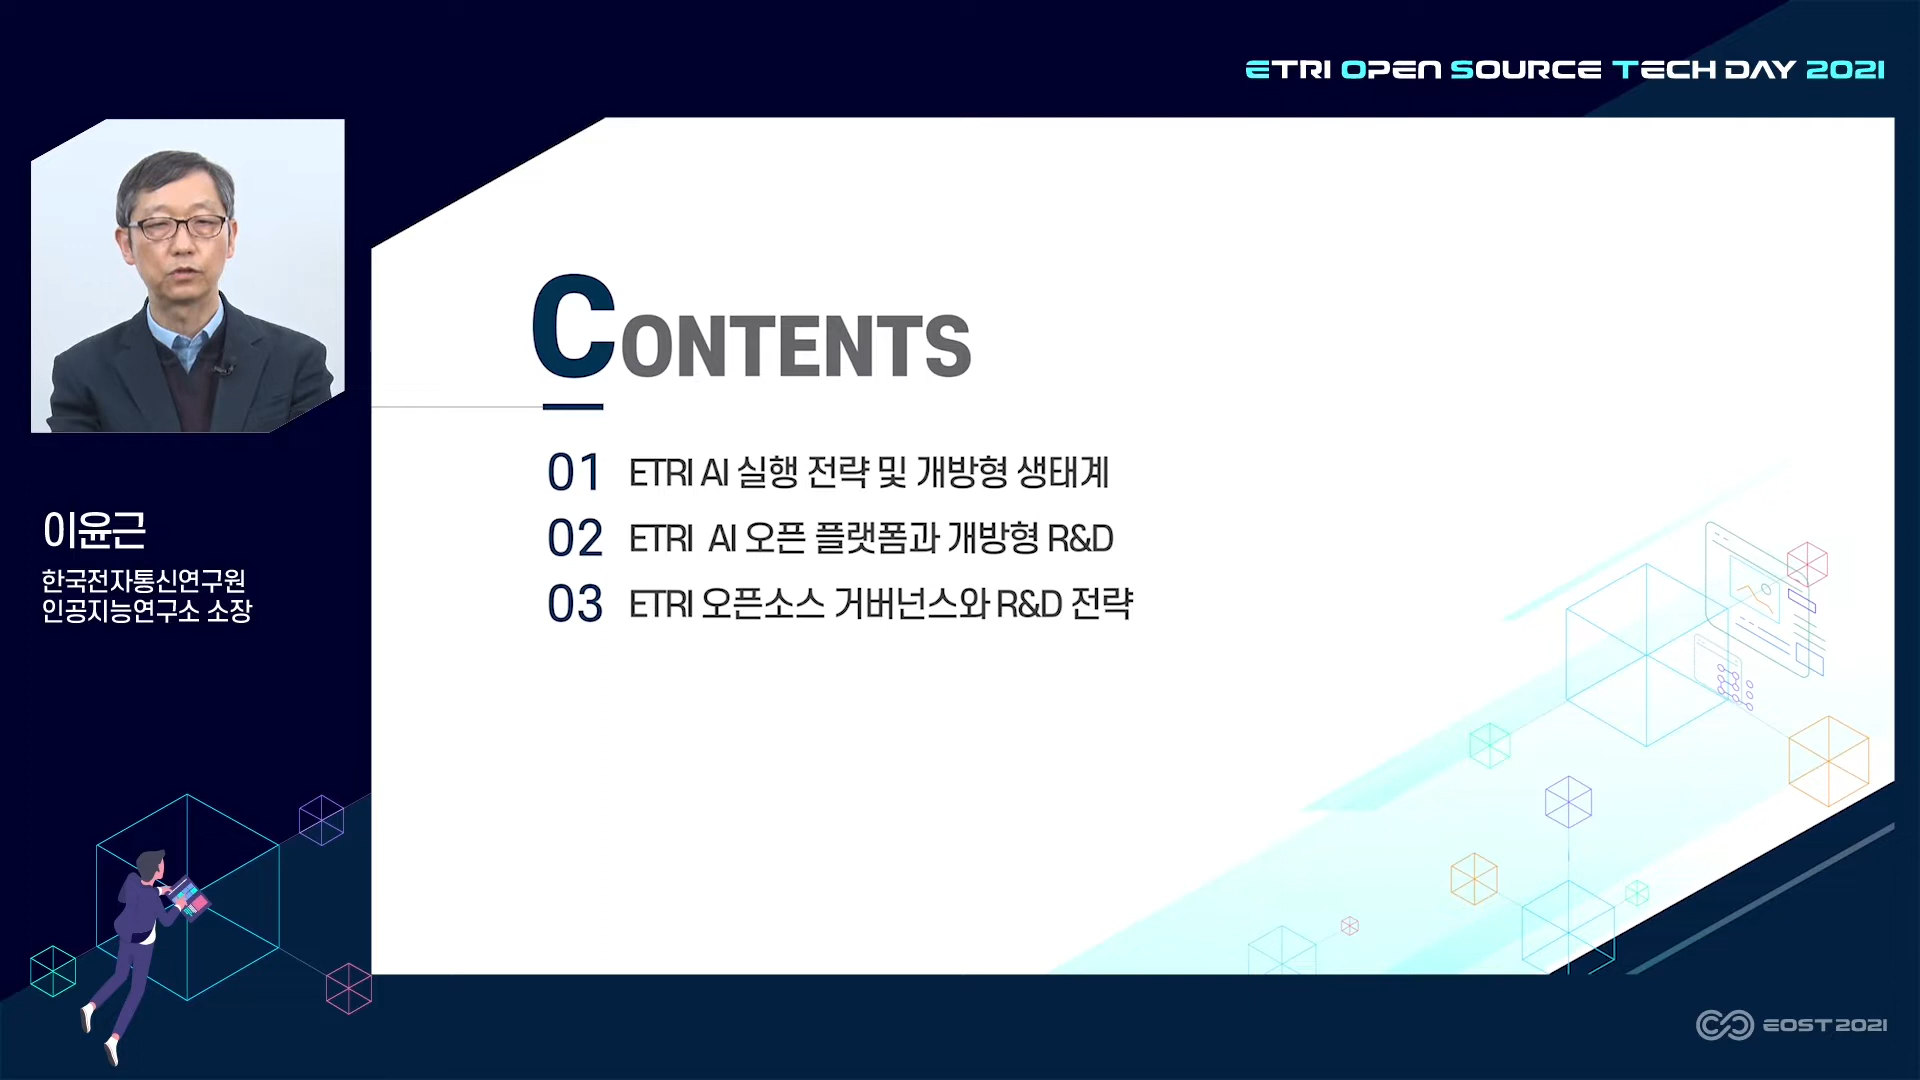 ETRI OPEN SOURCE TECH DAY 2021
CONTENTS
01 ETRI AI 실행 전략 및 개방형 생태계
02 ETRI AI 오픈 플랫폼과 개방형 R&D
03 ETRI 오픈소스 거버넌스와 R&D 전략
이윤근
한국전자통신연구원
인공지능연구소 소장
EOST 2021